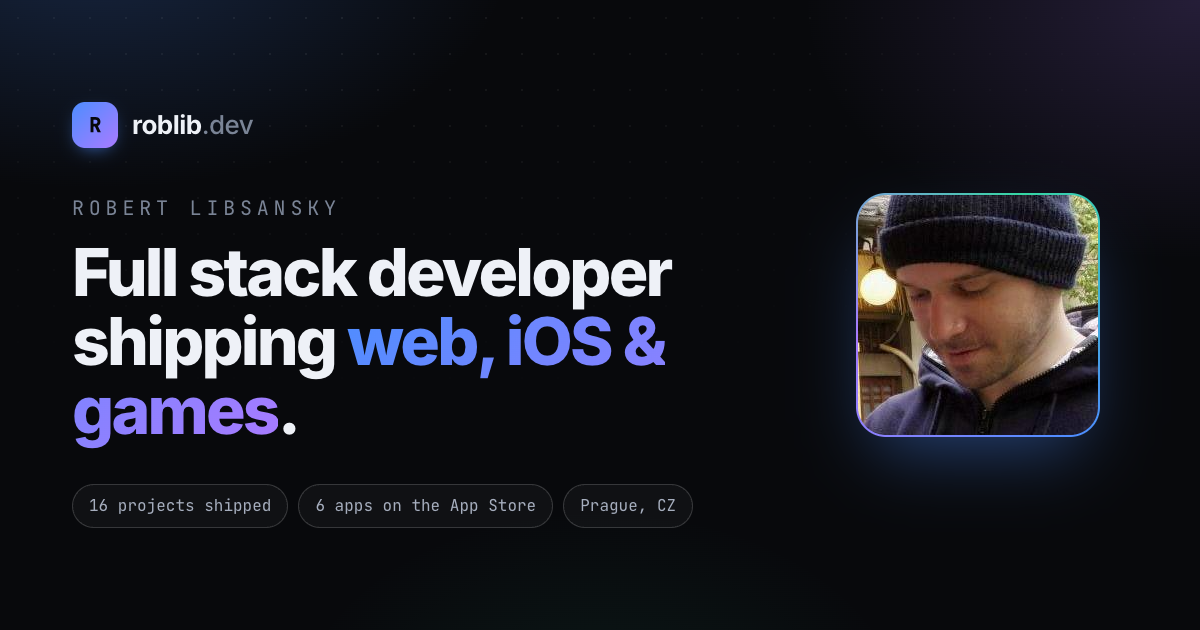 R
roblib.dev
ROBERT LIBSANSKY
Full stack developer
shipping web, iOS &
games.
16 projects shipped
6 apps on the App Store
Prague, CZ